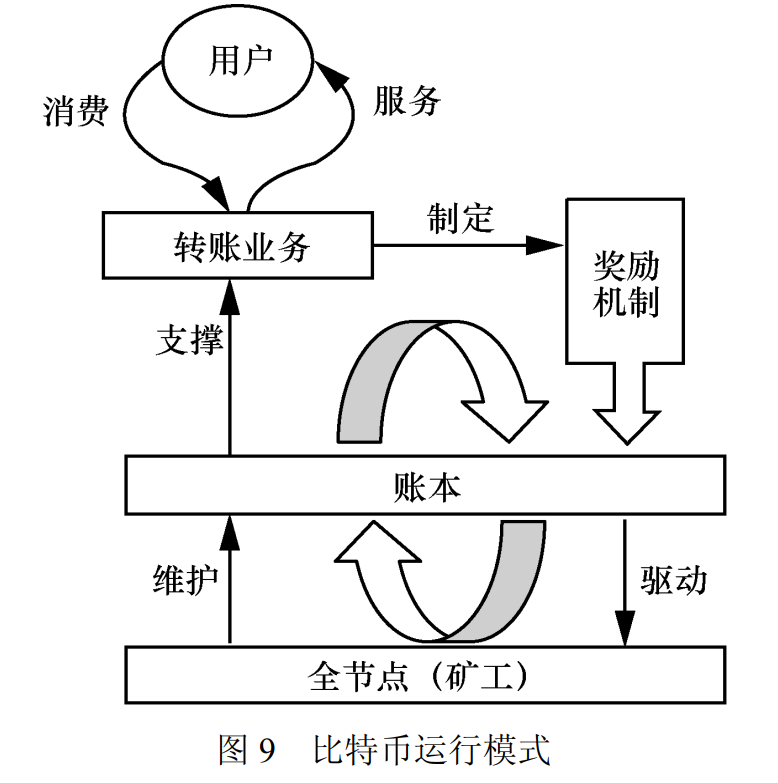 用户
消费
服务
转账业务
制定
奖励
机制
支撑
账本
维护
驱动
全节点（矿工）
图 9 比特币运行模式